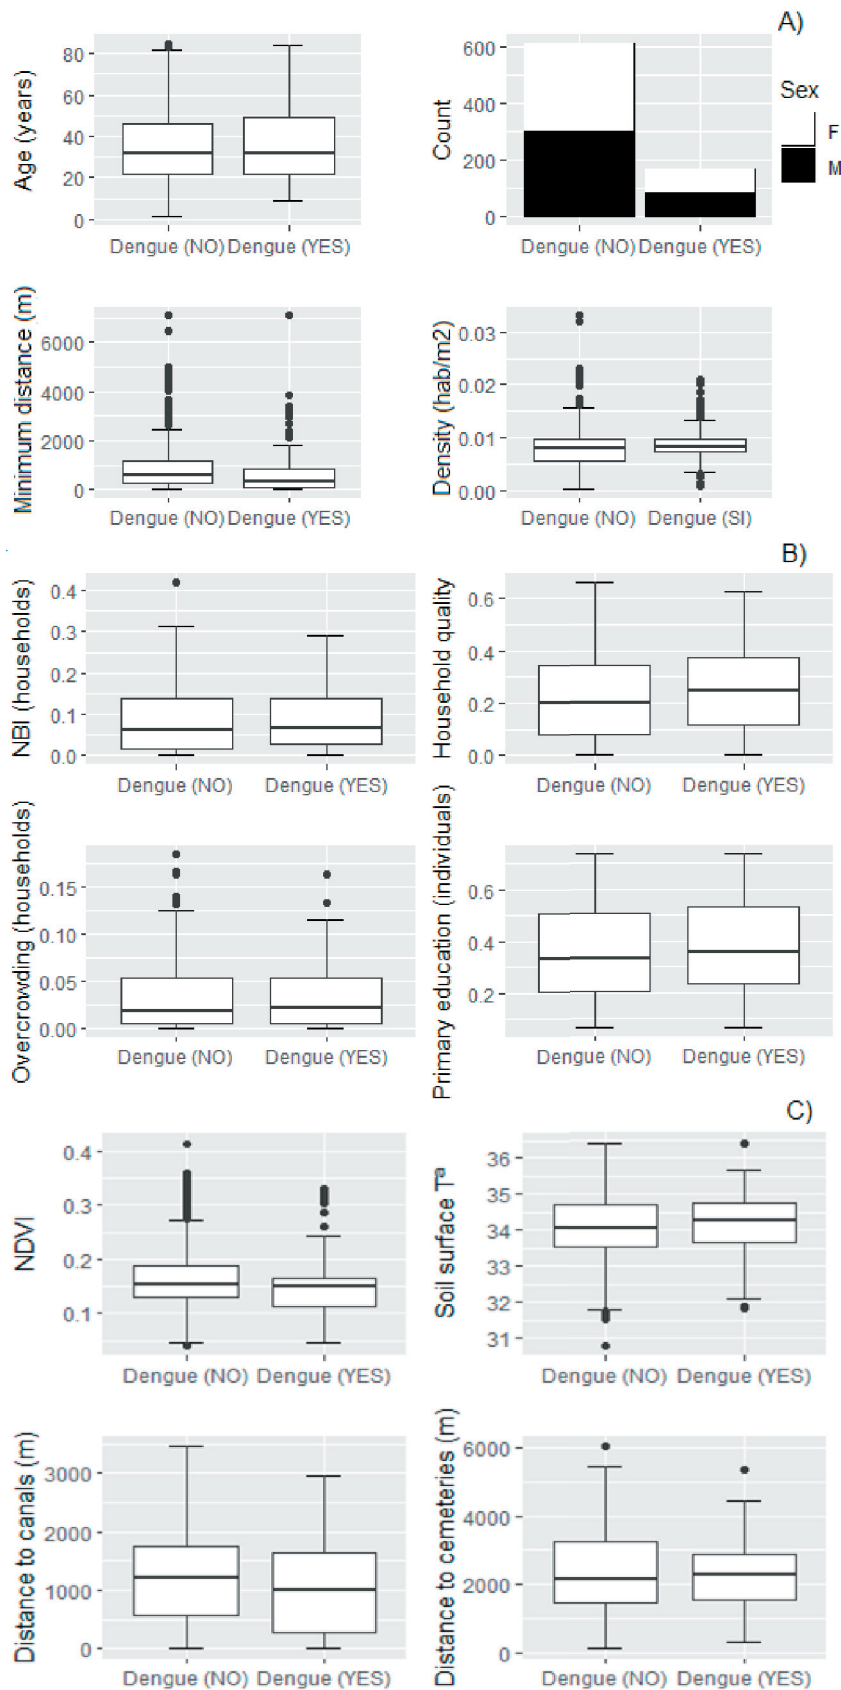 A)
Age (years)
80
60
40
20
0
Dengue (NO) Dengue (YES)
Count
600
400
200
0
Dengue (NO) Dengue (YES)
Sex
F
M
Minimum distance (m)
6000
4000
2000
0
Dengue (NO) Dengue (YES)
Density (hab/m2)
0.03
0.02
0.01
0.00
Dengue (NO) Dengue (SI)
B)
NBI (households)
0.4
0.3
0.2
0.1
0.0
Dengue (NO) Dengue (YES)
Household quality
0.6
0.4
0.2
0.0
Dengue (NO) Dengue (YES)
Overcrowding (households)
0.15
0.10
0.05
0.00
Dengue (NO) Dengue (YES)
Primary education (individuals)
0.6
0.4
0.2
Dengue (NO) Dengue (YES)
C)
NDVI
0.4
0.3
0.2
0.1
Dengue (NO) Dengue (YES)
Soil surface Tª
36
35
34
33
32
31
Dengue (NO) Dengue (YES)
Distance to canals (m)
3000
2000
1000
0
Dengue (NO) Dengue (YES)
Distance to cemeteries (m)
6000
4000
2000
0
Dengue (NO) Dengue (YES)